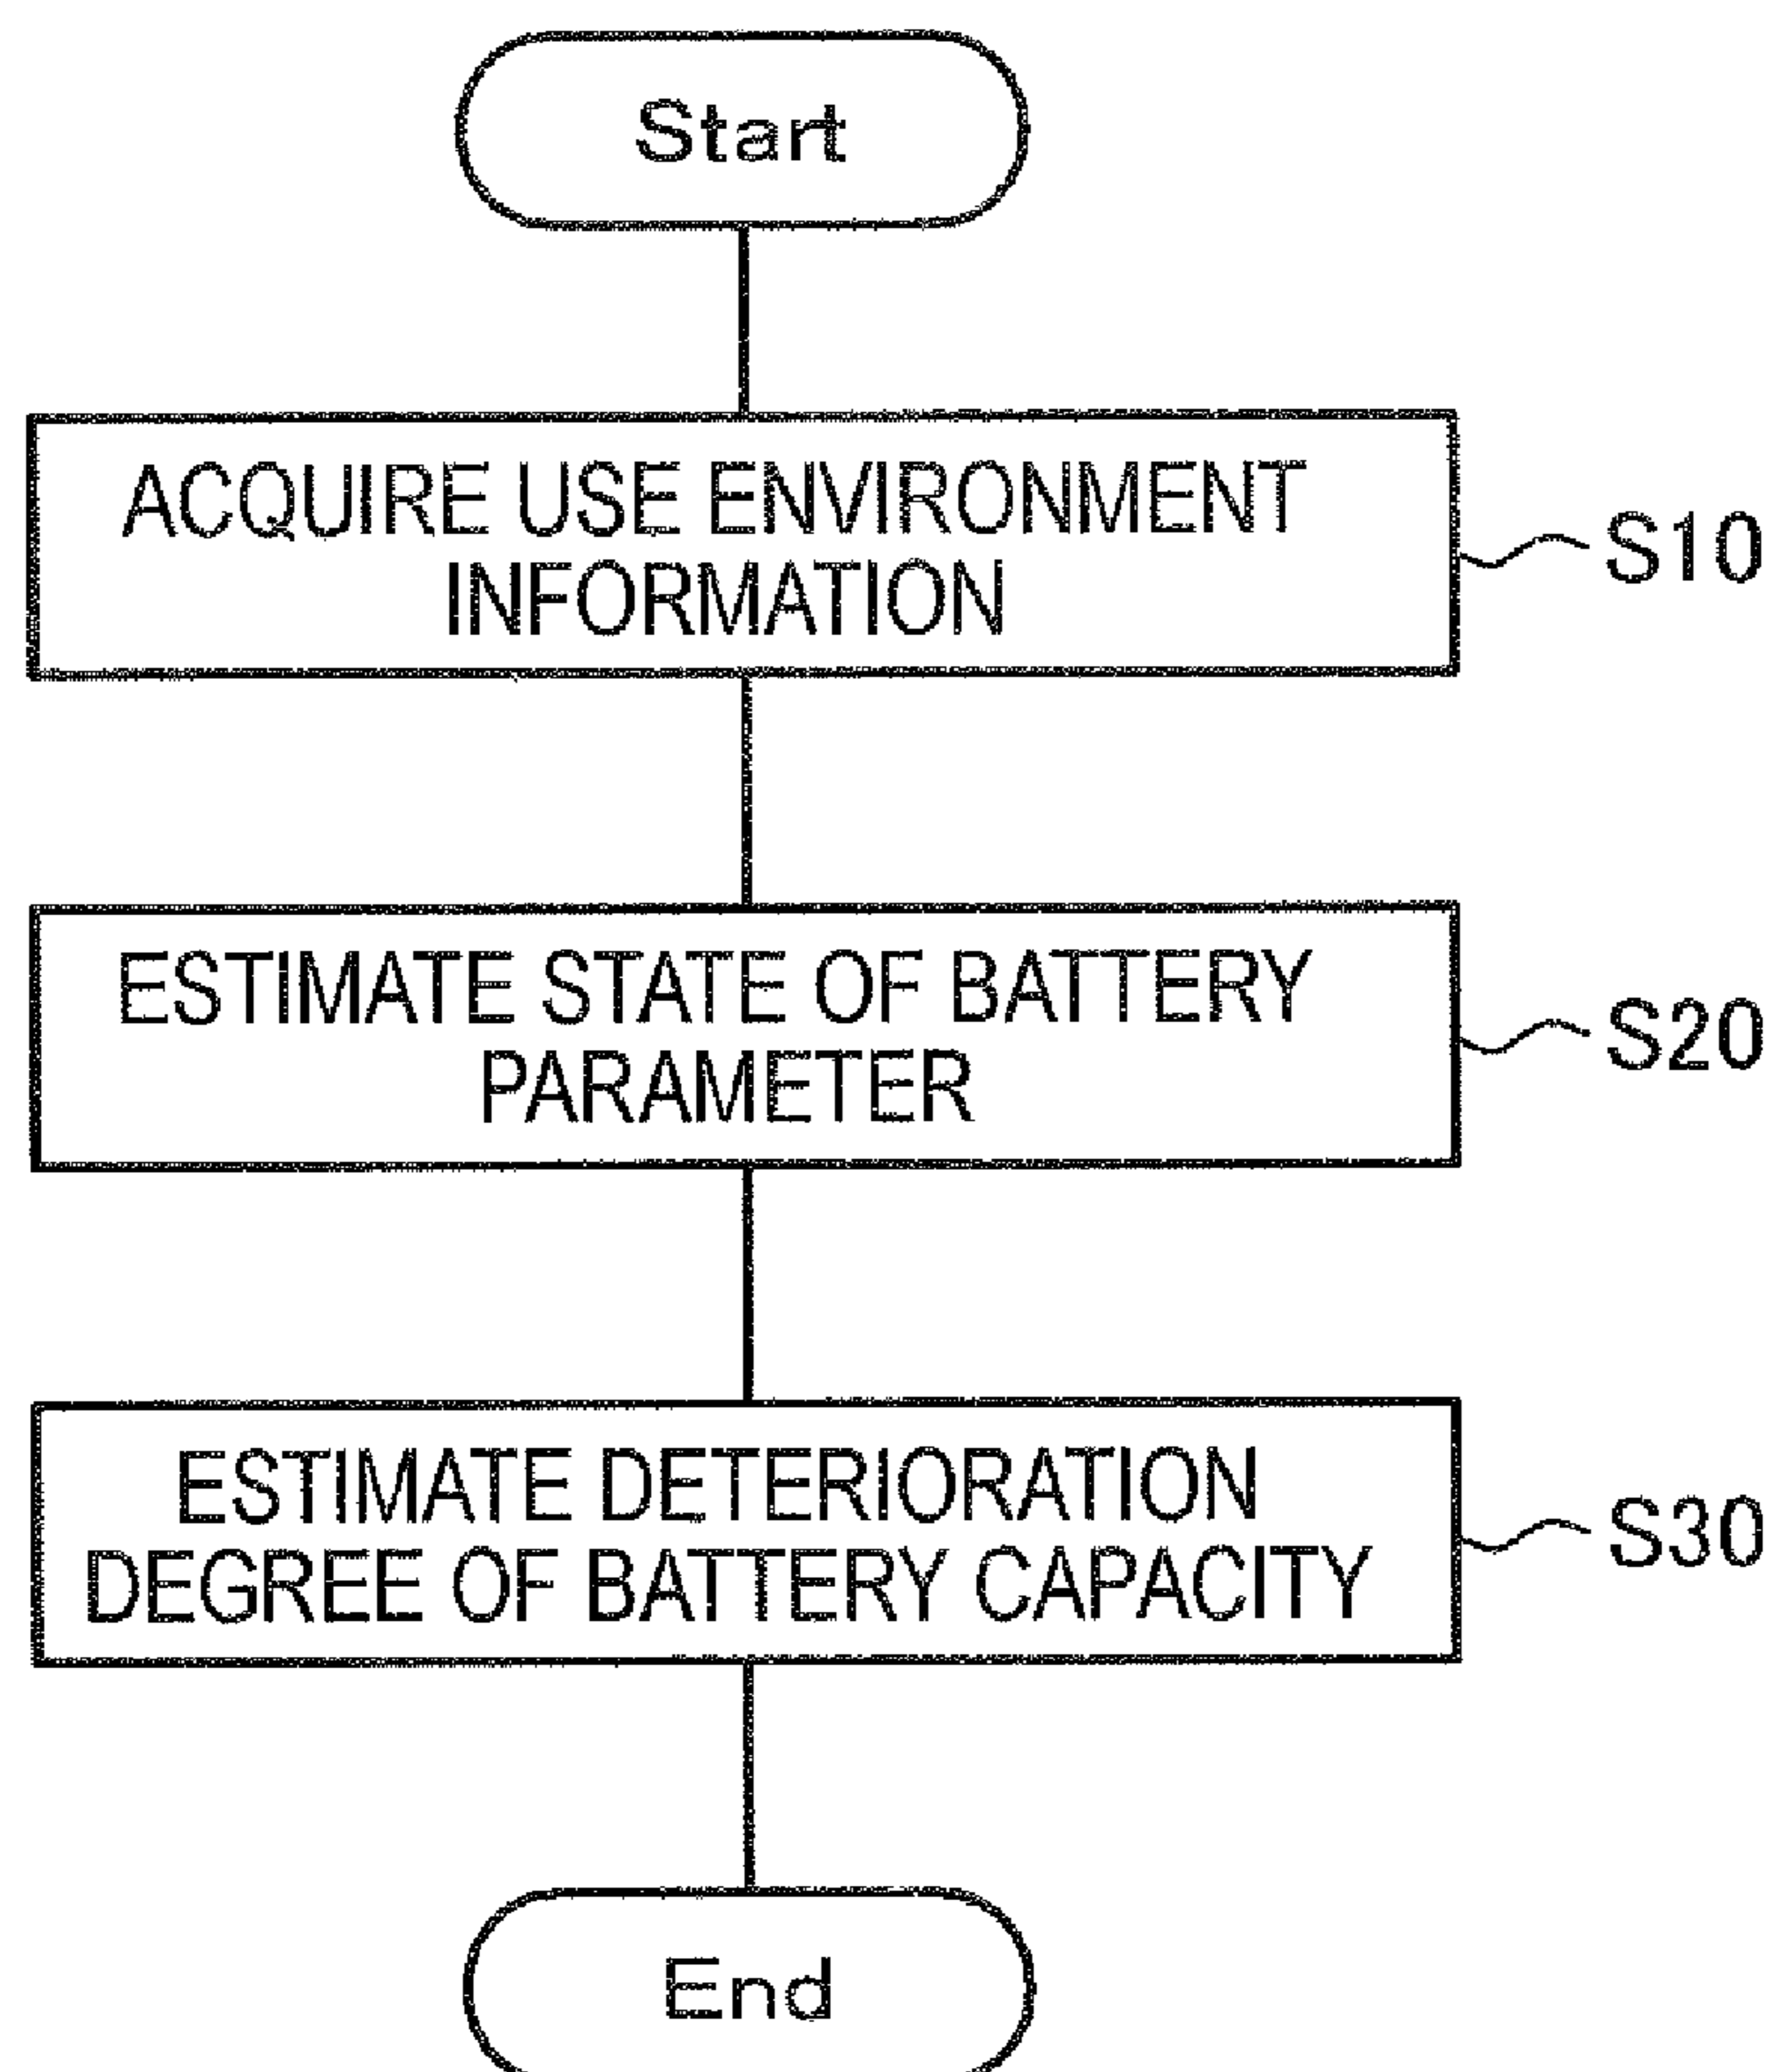 Start
ACQUIRE USE ENVIRONMENT
INFORMATION
S10
ESTIMATE STATE OF BATTERY
PARAMETER
S20
ESTIMATE DETERIORATION
DEGREE OF BATTERY CAPACITY
S30
End